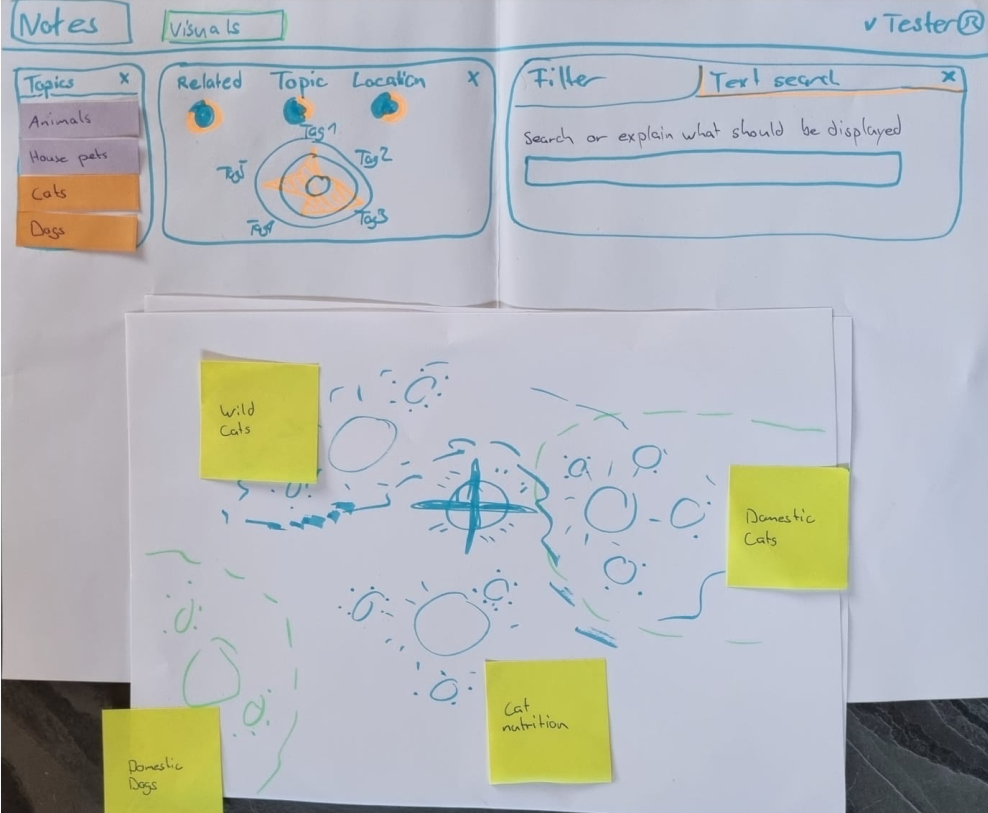 Notes
Visuals
v Tester ®
Topics x
Animals
House pets
Cats
Dogs
Related Topic Location x
Tag1
Tag2
Tag3
Tag4
Tag5
Filter
Text search x
Search or explain what should be displayed
Wild
Cats
Domestic
Cats
Cat
nutrition
Domestic
Dogs